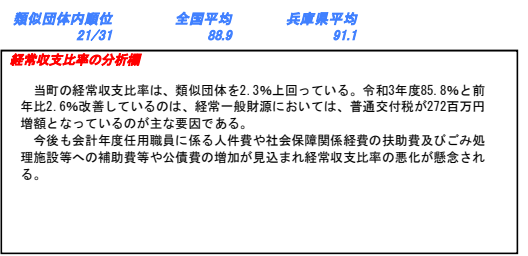 類似団体内順位 全国平均 兵庫県平均
21/31 88.9 91.1
経常収支比率の分析欄
当町の経常収支比率は、類似団体を2.3％上回っている。令和3年度85.8％と前
年比2.6％改善しているのは、経常一般財源においては、普通交付税が272百万円
増額となっているのが主な要因である。
今後も会計年度任用職員に係る人件費や社会保障関係経費の扶助費及びごみ処
理施設等への補助費等や公債費の増加が見込まれ経常収支比率の悪化が懸念され
る。